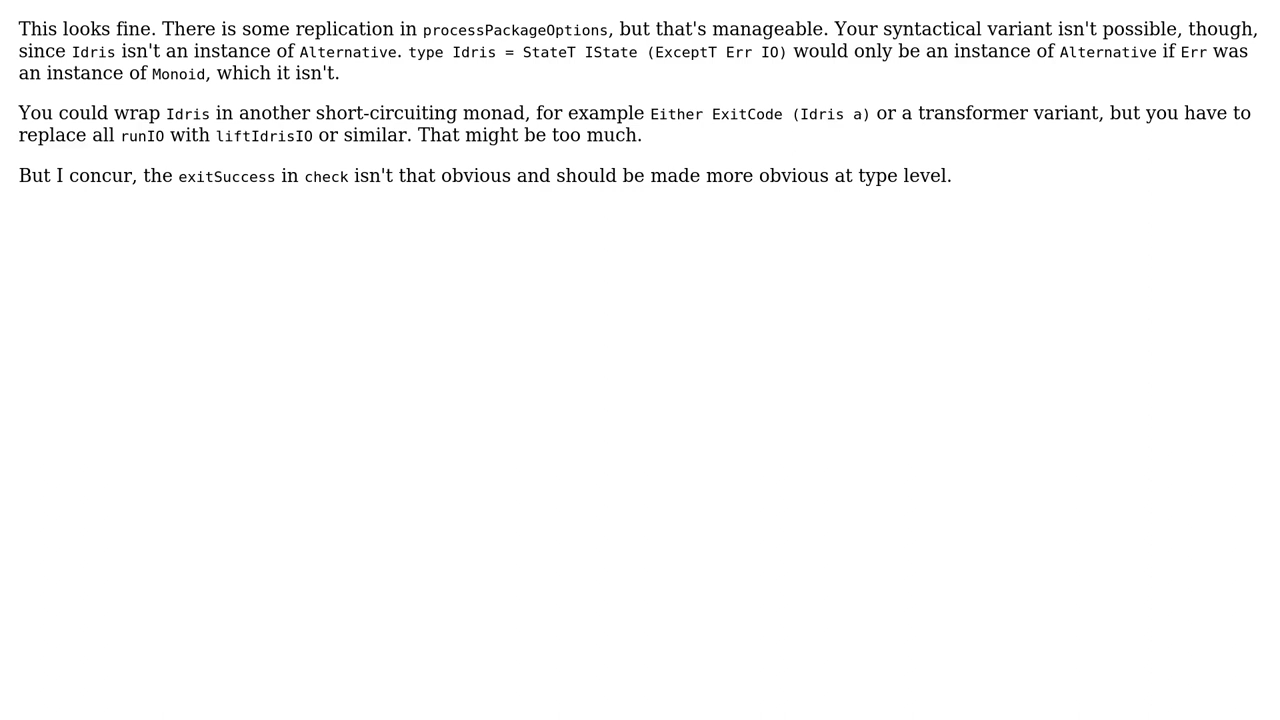 This looks fine. There is some replication in processPackageOptions, but that's manageable. Your syntactical variant isn't possible, though,
since Idris isn't an instance of Alternative. type Idris = StateT IState (ExceptT Err IO) would only be an instance of Alternative if Err was
an instance of Monoid, which it isn't.
You could wrap Idris in another short-circuiting monad, for example Either ExitCode (Idris a) or a transformer variant, but you have to
replace all runIO with liftIdrisIO or similar. That might be too much.
But I concur, the exitSuccess in check isn't that obvious and should be made more obvious at type level.